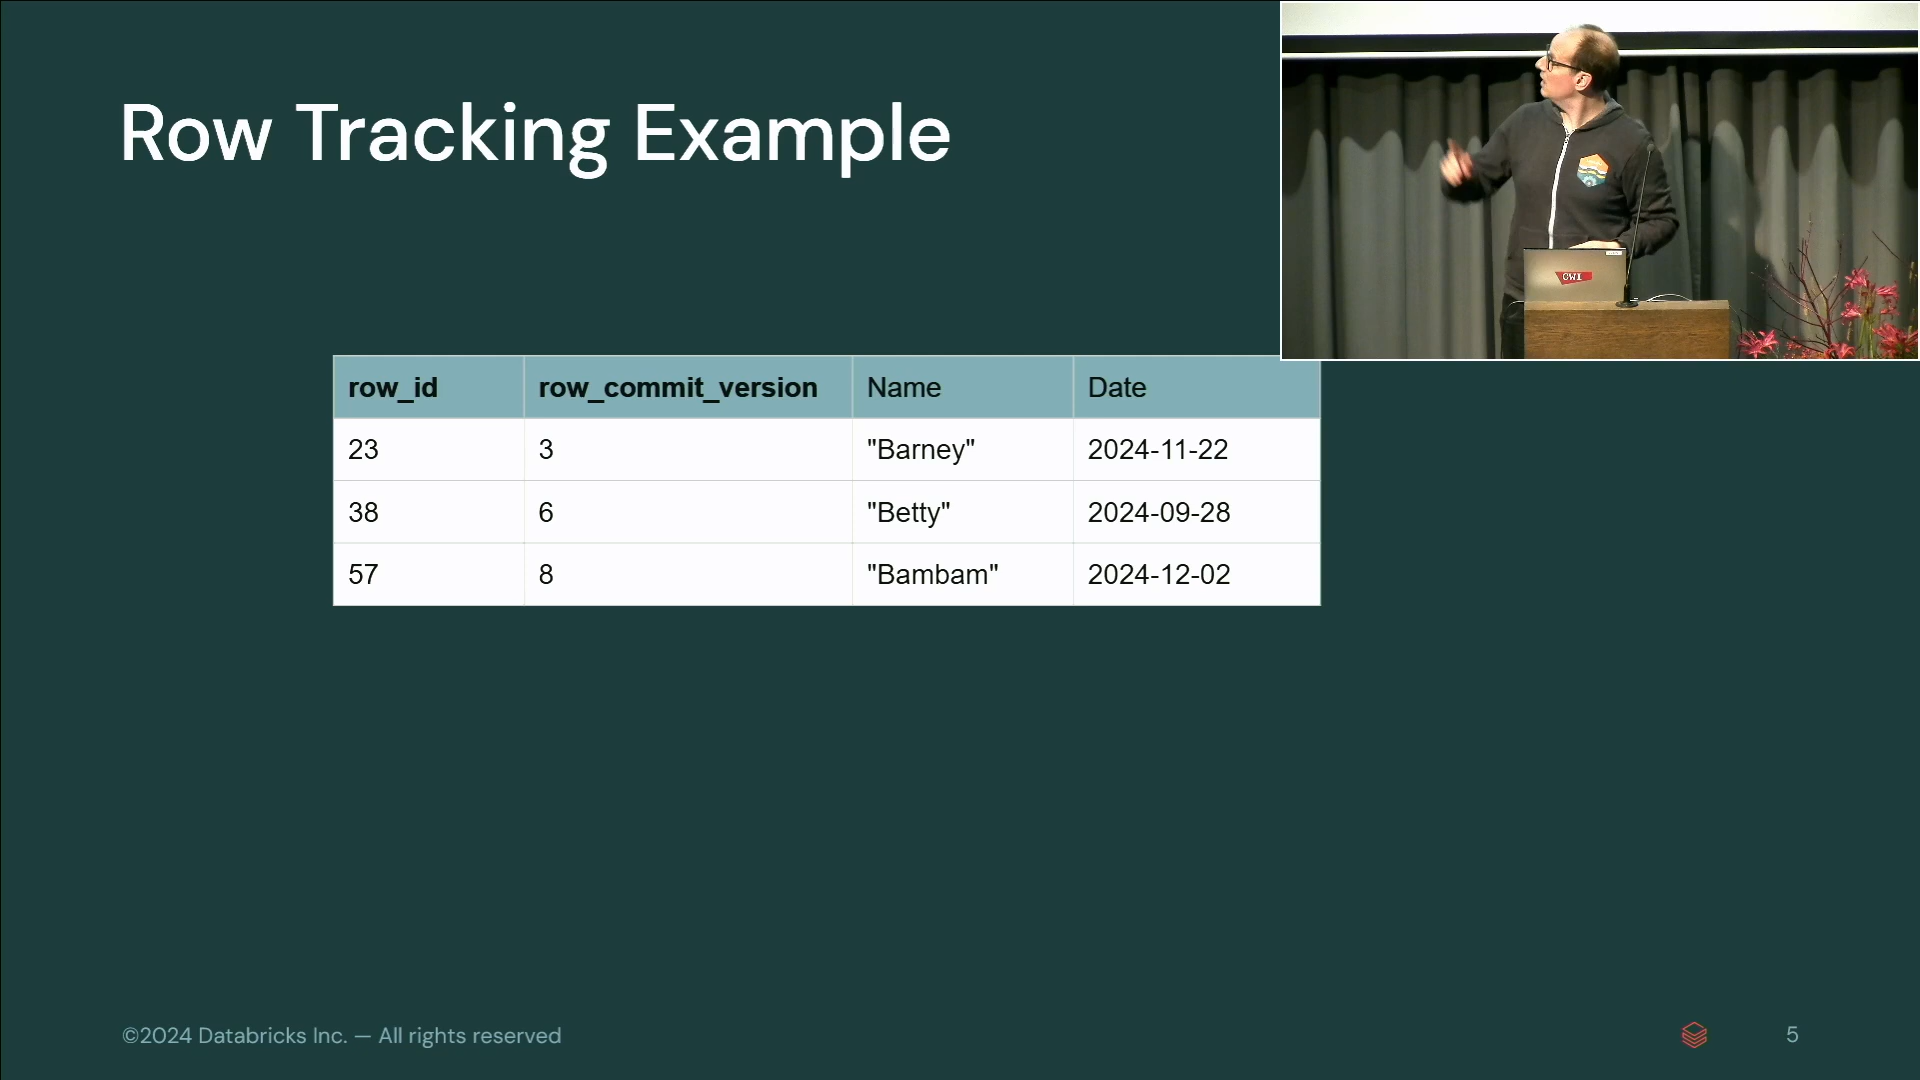 Row Tracking Example
CWI
row_id row_commit_version Name Date
23 3 "Barney" 2024-11-22
38 6 "Betty" 2024-09-28
57 8 "Bambam" 2024-12-02
©2024 Databricks Inc. — All rights reserved
5